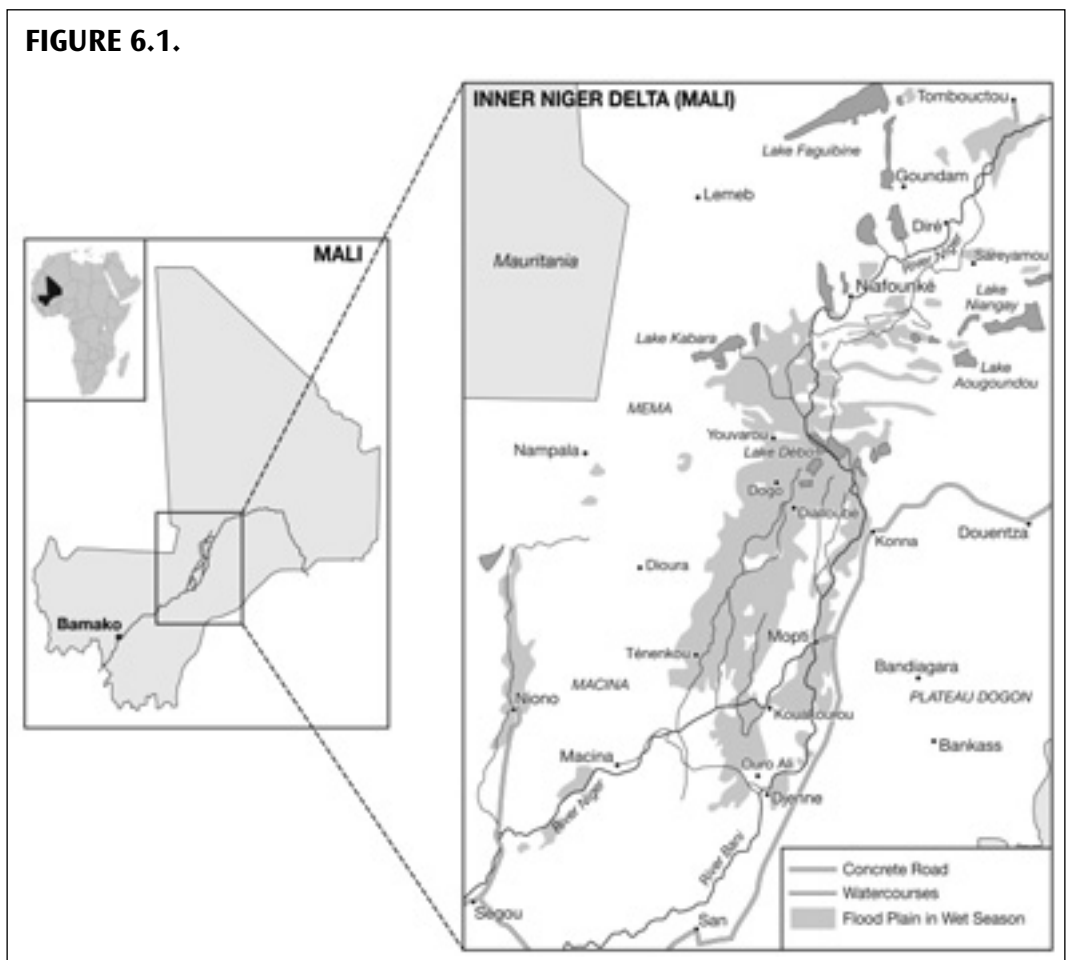 FIGURE 6.1.
INNER NIGER DELTA (MALI)
Tombouctou
Lake Faguibine
Goundam
Lemeb
MALI
Diré
River Niger
Mauritania
Sareyamou
Niafounké
Lake
Niangay
Lake Kabara
Lake
Aougoundou
MEMA
Youvarou
Nampala
Lake Débo
Dogo
Dialloubé
Konna
Douentza
Dioura
Bamako
Mopti
Ténenkou
Bandiagara
MACINA
PLATEAU DOGON
Niono
Kouakourou
Bankass
Macina
Ouro Ali
Djenne
River Niger
River Bani
Ségou
San
Concrete Road
Watercourses
Flood Plain in Wet Season